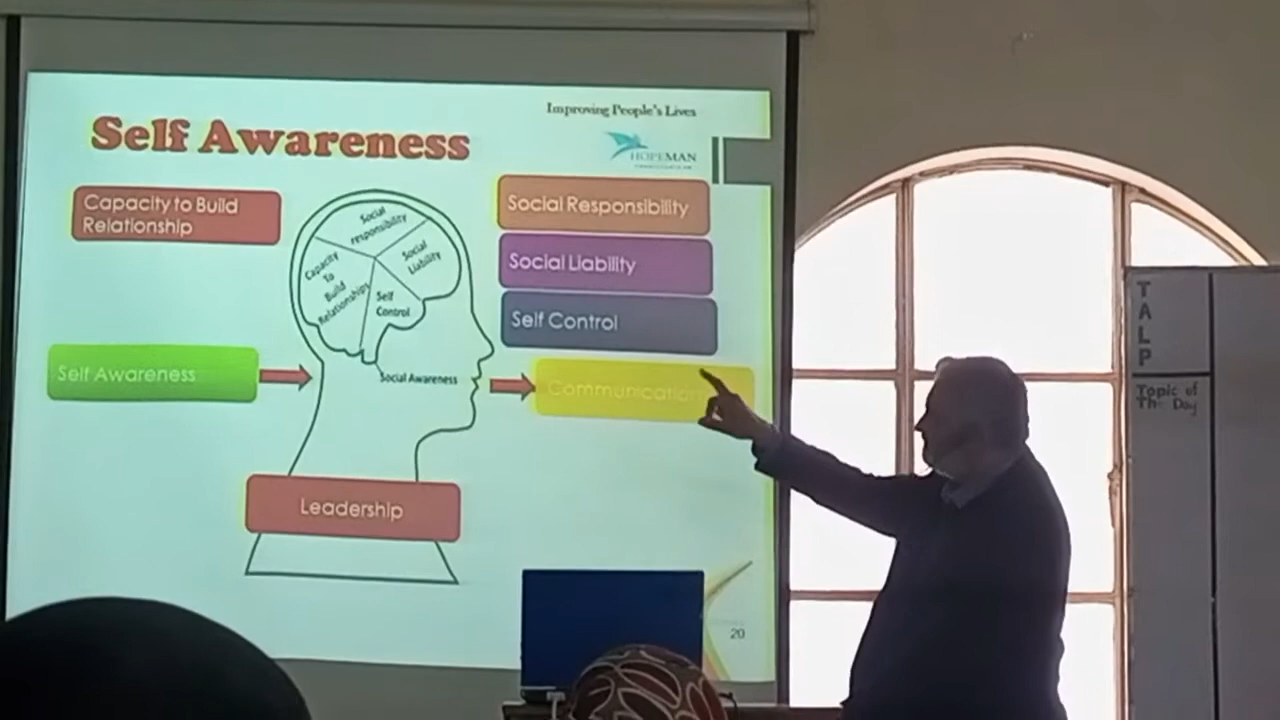 Improving People's Lives
Self Awareness
HOPEMAN
Capacity to Build
Relationship
Social Responsibility
Social Liability
Self Control
Social
responsibility
Social
Liability
Capacity
To
Build
Relationships
Self
Control
Self Awareness
Social Awareness
Communication
Leadership
20
T
A
L
P
Topic of
The Day